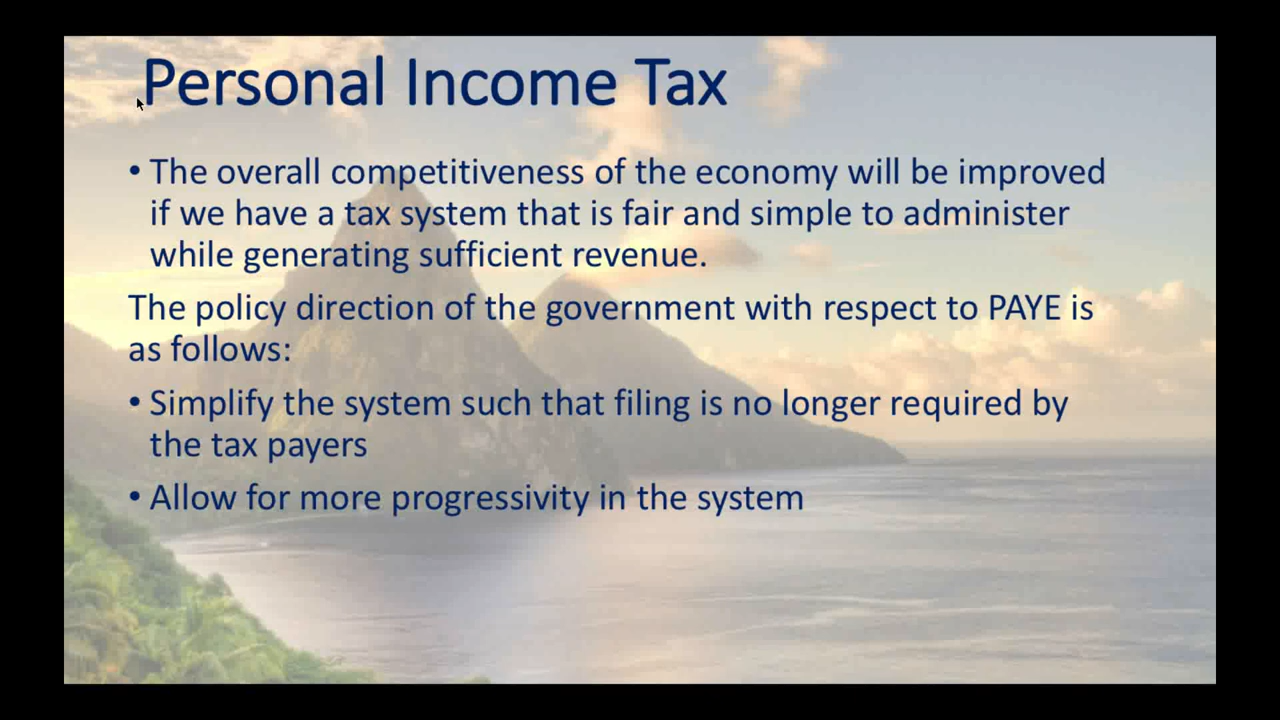 Personal Income Tax
• The overall competitiveness of the economy will be improved
if we have a tax system that is fair and simple to administer
while generating sufficient revenue.
The policy direction of the government with respect to PAYE is
as follows:
• Simplify the system such that filing is no longer required by
the tax payers
• Allow for more progressivity in the system